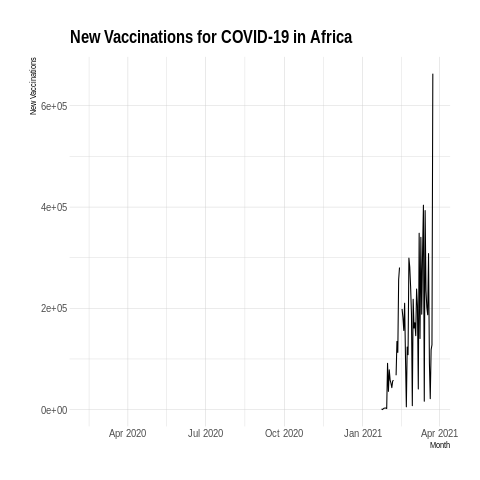 New Vaccinations for COVID-19 in Africa
New Vaccinations
6e+05
4e+05
2e+05
0e+00
Apr 2020 Jul 2020 Oct 2020 Jan 2021 Apr 2021
Month